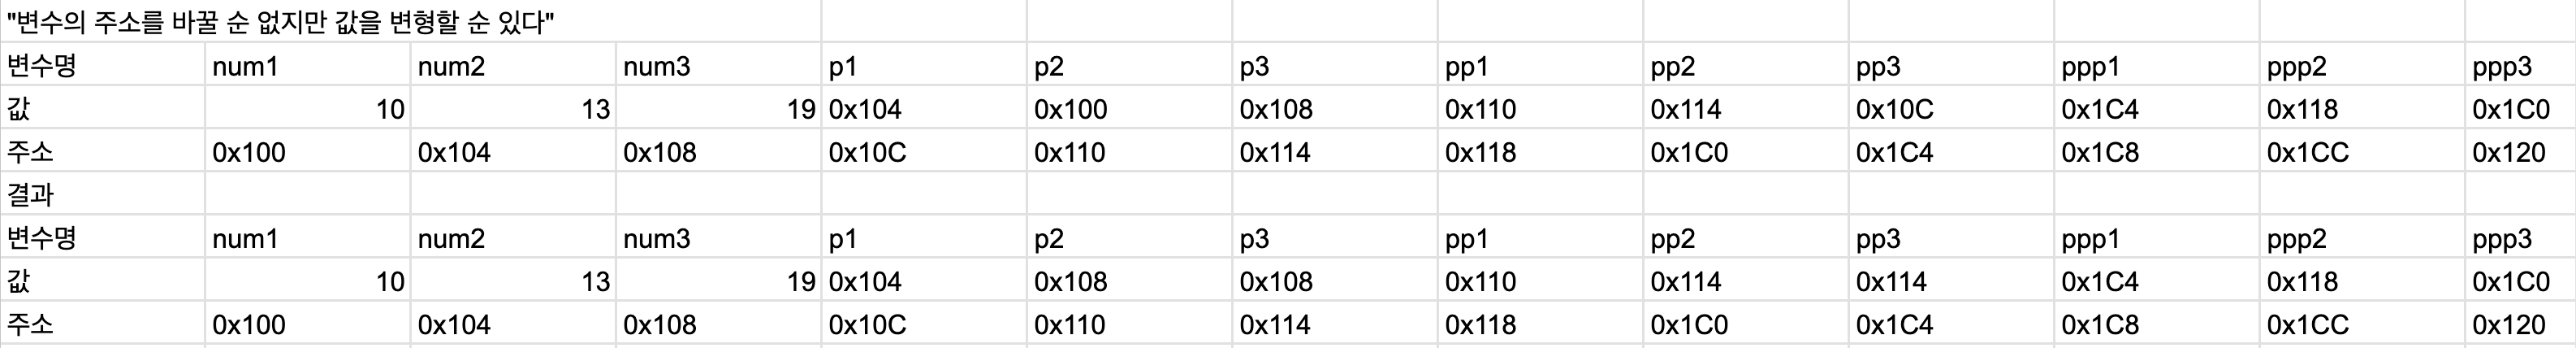 "변수의 주소를 바꿀 순 없지만 값을 변형할 순 있다"
변수명 num1 num2 num3 p1 p2 p3 pp1 pp2 pp3 ppp1 ppp2 ppp3
값 10 13 19 0x104 0x100 0x108 0x110 0x114 0x10C 0x1C4 0x118 0x1C0
주소 0x100 0x104 0x108 0x10C 0x110 0x114 0x118 0x1C0 0x1C4 0x1C8 0x1CC 0x120
결과
변수명 num1 num2 num3 p1 p2 p3 pp1 pp2 pp3 ppp1 ppp2 ppp3
값 10 13 19 0x104 0x108 0x108 0x110 0x114 0x114 0x1C4 0x118 0x1C0
주소 0x100 0x104 0x108 0x10C 0x110 0x114 0x118 0x1C0 0x1C4 0x1C8 0x1CC 0x120